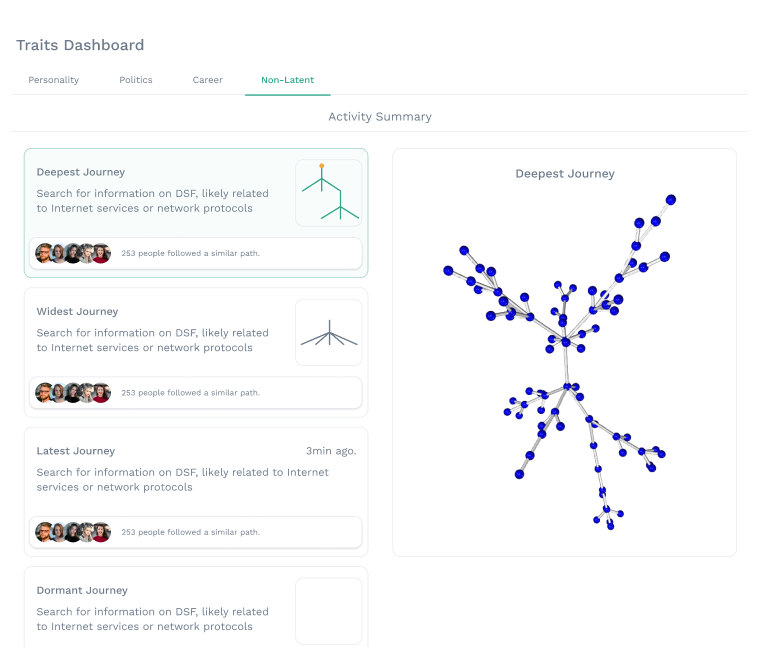 Traits Dashboard
Personality
Politics
Career
Non-Latent
Activity Summary
Deepest Journey
Search for information on DSF, likely related
to Internet services or network protocols
253 people followed a similar path.
Widest Journey
Search for information on DSF, likely related
to Internet services or network protocols
253 people followed a similar path.
Latest Journey
3min ago.
Search for information on DSF, likely related to Internet
services or network protocols
253 people followed a similar path.
Dormant Journey
Search for information on DSF, likely related
to Internet services or network protocols
Deepest Journey